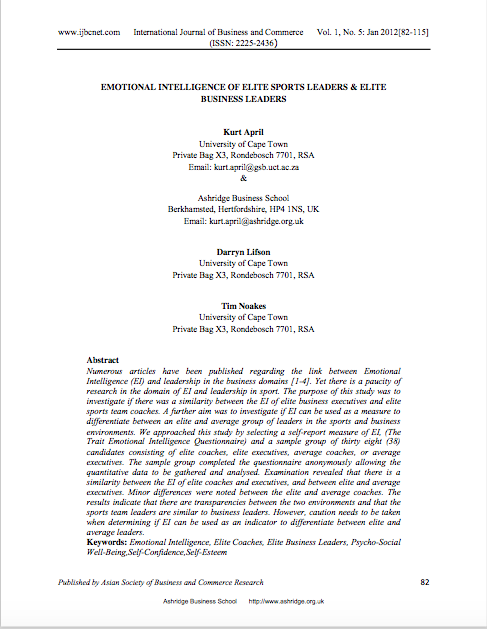 www.ijbcnet.com International Journal of Business and Commerce Vol. 1, No. 5: Jan 2012[82-115]
(ISSN: 2225-2436)
EMOTIONAL INTELLIGENCE OF ELITE SPORTS LEADERS & ELITE
BUSINESS LEADERS
Kurt April
University of Cape Town
Private Bag X3, Rondebosch 7701, RSA
Email: kurt.april@gsb.uct.ac.za
&
Ashridge Business School
Berkhamsted, Hertfordshire, HP4 1NS, UK
Email: kurt.april@ashridge.org.uk
Darryn Lifson
University of Cape Town
Private Bag X3, Rondebosch 7701, RSA
Tim Noakes
University of Cape Town
Private Bag X3, Rondebosch 7701, RSA
Abstract
Numerous articles have been published regarding the link between Emotional
Intelligence (EI) and leadership in the business domains [1-4]. Yet there is a paucity of
research in the domain of EI and leadership in sport. The purpose of this study was to
investigate if there was a similarity between the EI of elite business executives and elite
sports team coaches. A further aim was to investigate if EI can be used as a measure to
differentiate between an elite and average group of leaders in the sports and business
environments. We approached this study by selecting a self-report measure of EI, (The
Trait Emotional Intelligence Questionnaire) and a sample group of thirty eight (38)
candidates consisting of elite coaches, elite executives, average coaches, or average
executives. The sample group completed the questionnaire anonymously allowing the
quantitative data to be gathered and analysed. Examination revealed that there is a
similarity between the EI of elite coaches and executives, and between elite and average
executives. Minor differences were noted between the elite and average coaches. The
results indicate that there are transparencies between the two environments and that the
sports team leaders are similar to business leaders. However, caution needs to be taken
when determining if EI can be used as an indicator to differentiate between elite and
average leaders.
Keywords: Emotional Intelligence, Elite Coaches, Elite Business Leaders, Psycho-Social
Well-Being,Self-Confidence,Self-Esteem
Published by Asian Society of Business and Commerce Research 82
Ashridge Business School http://www.ashridge.org.uk